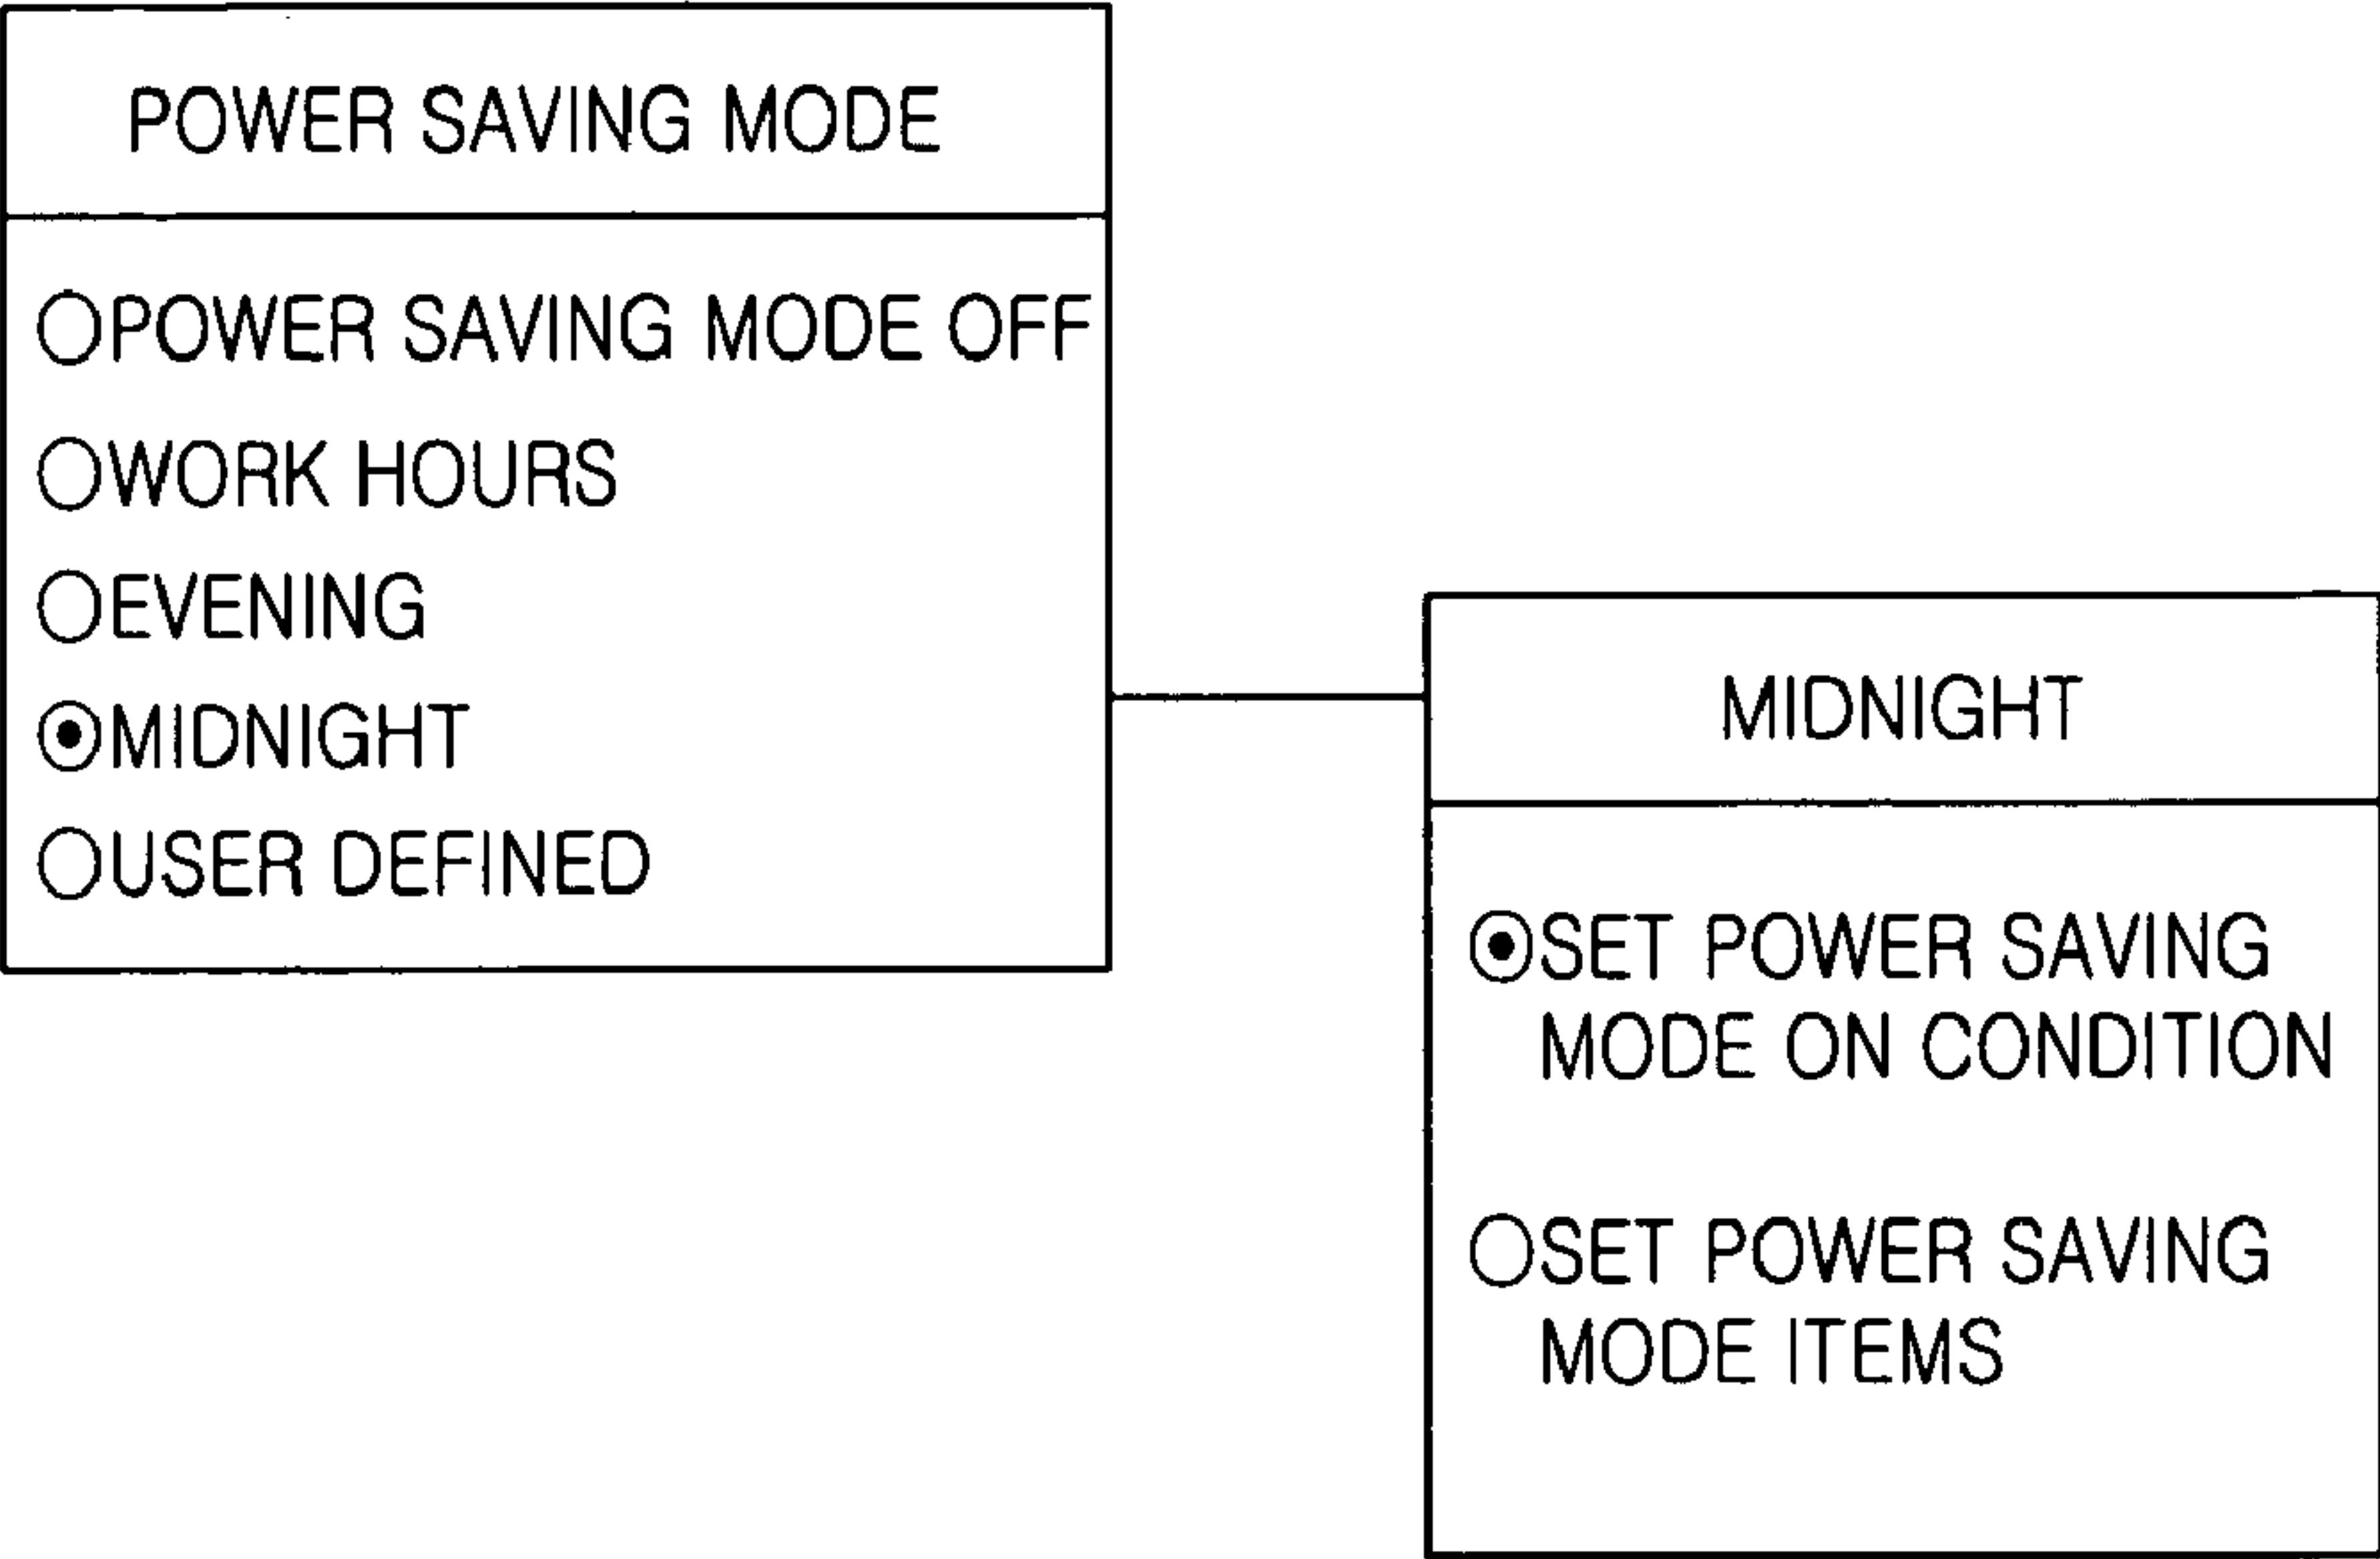 POWER SAVING MODE
POWER SAVING MODE OFF
WORK HOURS
EVENING
MIDNIGHT
USER DEFINED
MIDNIGHT
SET POWER SAVING
MODE ON CONDITION
SET POWER SAVING
MODE ITEMS